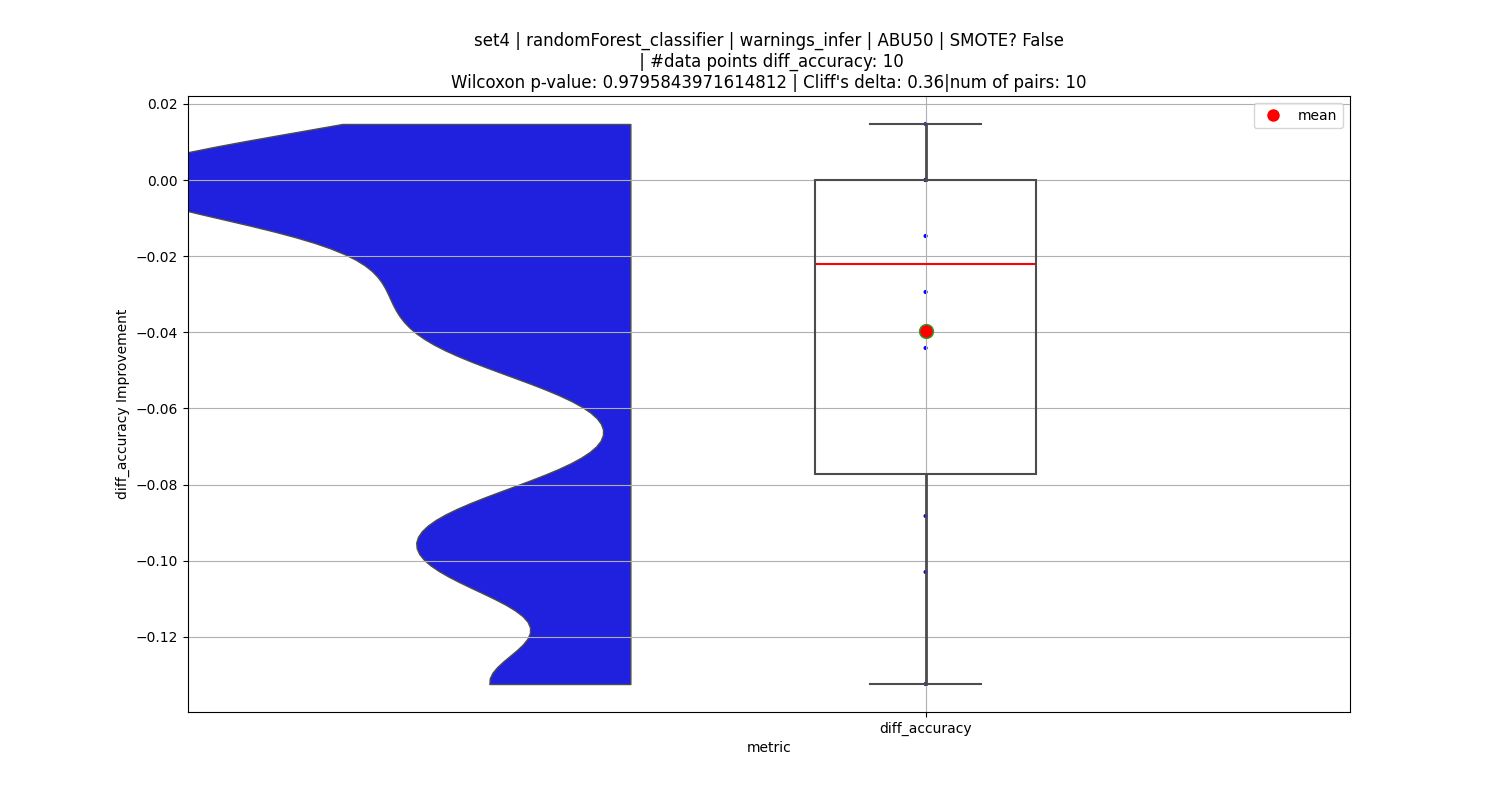 set4 | randomForest_classifier | warnings_infer | ABU50 | SMOTE? False
| #data points diff_accuracy: 10
Wilcoxon p-value: 0.9795843971614812 | Cliff's delta: 0.36|num of pairs: 10
mean
0.02
0.00
−0.02
−0.04
−0.06
−0.08
−0.10
−0.12
diff_accuracy Improvement
diff_accuracy
metric